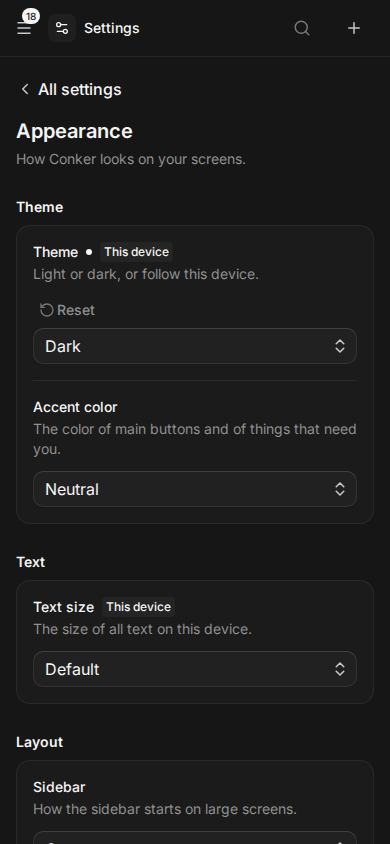 18
Settings
All settings
Appearance
How Conker looks on your screens.
Theme
Theme This device
Light or dark, or follow this device.
Reset
Dark
Accent color
The color of main buttons and of things that need
you.
Neutral
Text
Text size This device
The size of all text on this device.
Default
Layout
Sidebar
How the sidebar starts on large screens.